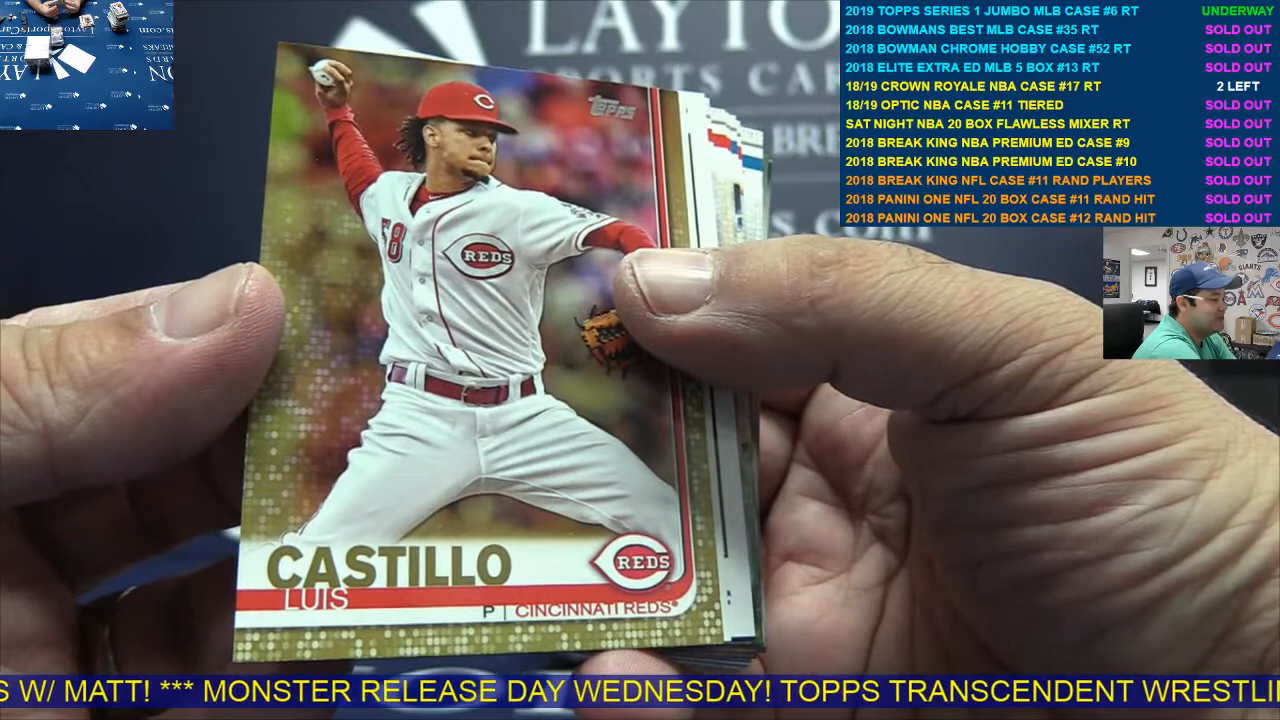 2019 TOPPS SERIES 1 JUMBO MLB CASE #6 RT UNDERWAY
2018 BOWMANS BEST MLB CASE #35 RT SOLD OUT
2018 BOWMAN CHROME HOBBY CASE #52 RT SOLD OUT
2018 ELITE EXTRA ED MLB 5 BOX #13 RT SOLD OUT
18/19 CROWN ROYALE NBA CASE #17 RT 2 LEFT
18/19 OPTIC NBA CASE #11 TIERED SOLD OUT
SAT NIGHT NBA 20 BOX FLAWLESS MIXER RT SOLD OUT
2018 BREAK KING NBA PREMIUM ED CASE #9 SOLD OUT
2018 BREAK KING NBA PREMIUM ED CASE #10 SOLD OUT
2018 BREAK KING NFL CASE #11 RAND PLAYERS SOLD OUT
2018 PANINI ONE NFL 20 BOX CASE #11 RAND HIT SOLD OUT
2018 PANINI ONE NFL 20 BOX CASE #12 RAND HIT SOLD OUT
LAYTO
SPORTS CAR
BRE
s.com
topps
C
58
REDS
GIANTS
CASTILLO
REDS
LUIS
P | CINCINNATI REDS
S W/ MATT! *** MONSTER RELEASE DAY WEDNESDAY! TOPPS TRANSCENDENT WRESTLI